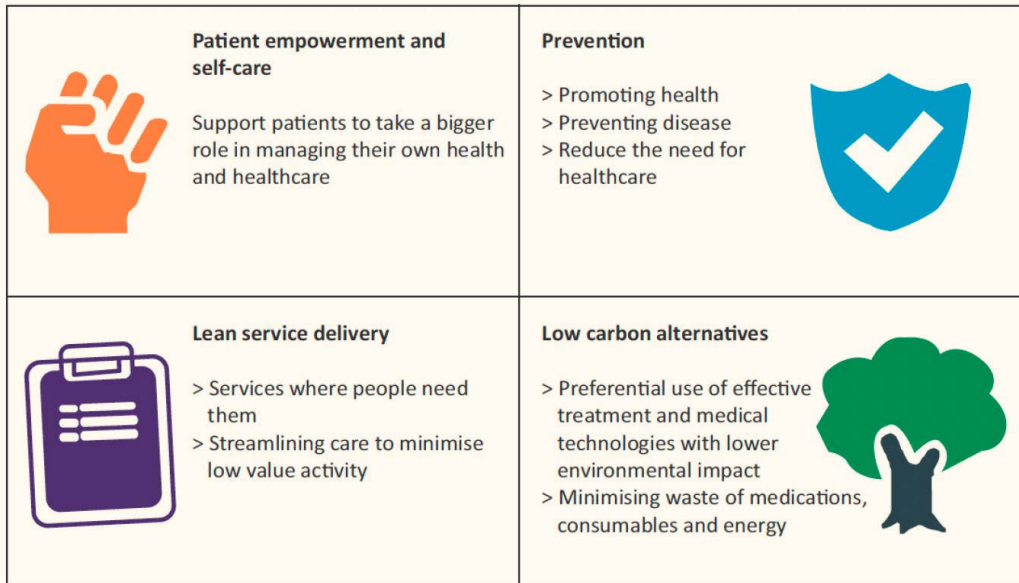 Patient empowerment and
self-care
Support patients to take a bigger
role in managing their own health
and healthcare
Prevention
> Promoting health
> Preventing disease
> Reduce the need for
healthcare
Lean service delivery
> Services where people need
them
> Streamlining care to minimise
low value activity
Low carbon alternatives
> Preferential use of effective
treatment and medical
technologies with lower
environmental impact
> Minimising waste of medications,
consumables and energy